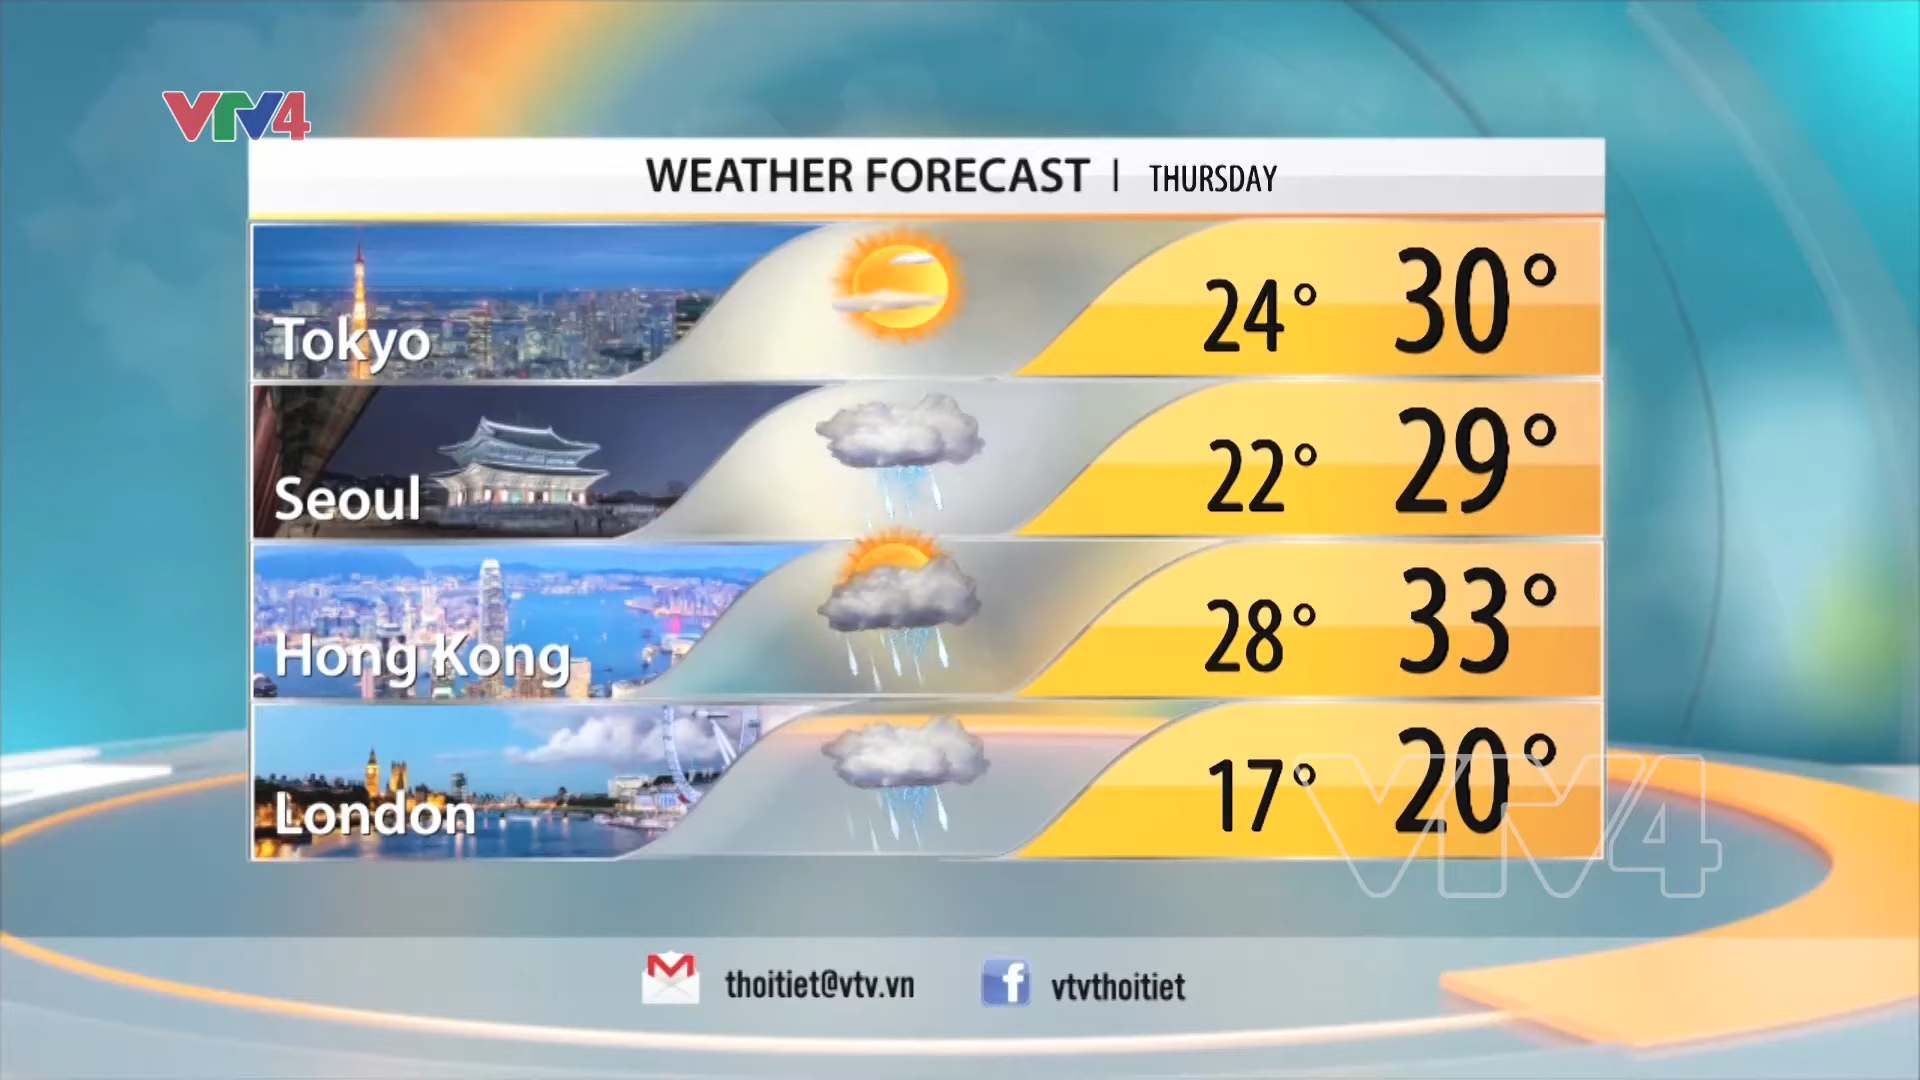 VTV4
WEATHER FORECAST | THURSDAY
Tokyo 24° 30°
Seoul 22° 29°
Hong Kong 28° 33°
London 17° 20°
VTV4
thoitiet@vtv.vn vtvthoitiet